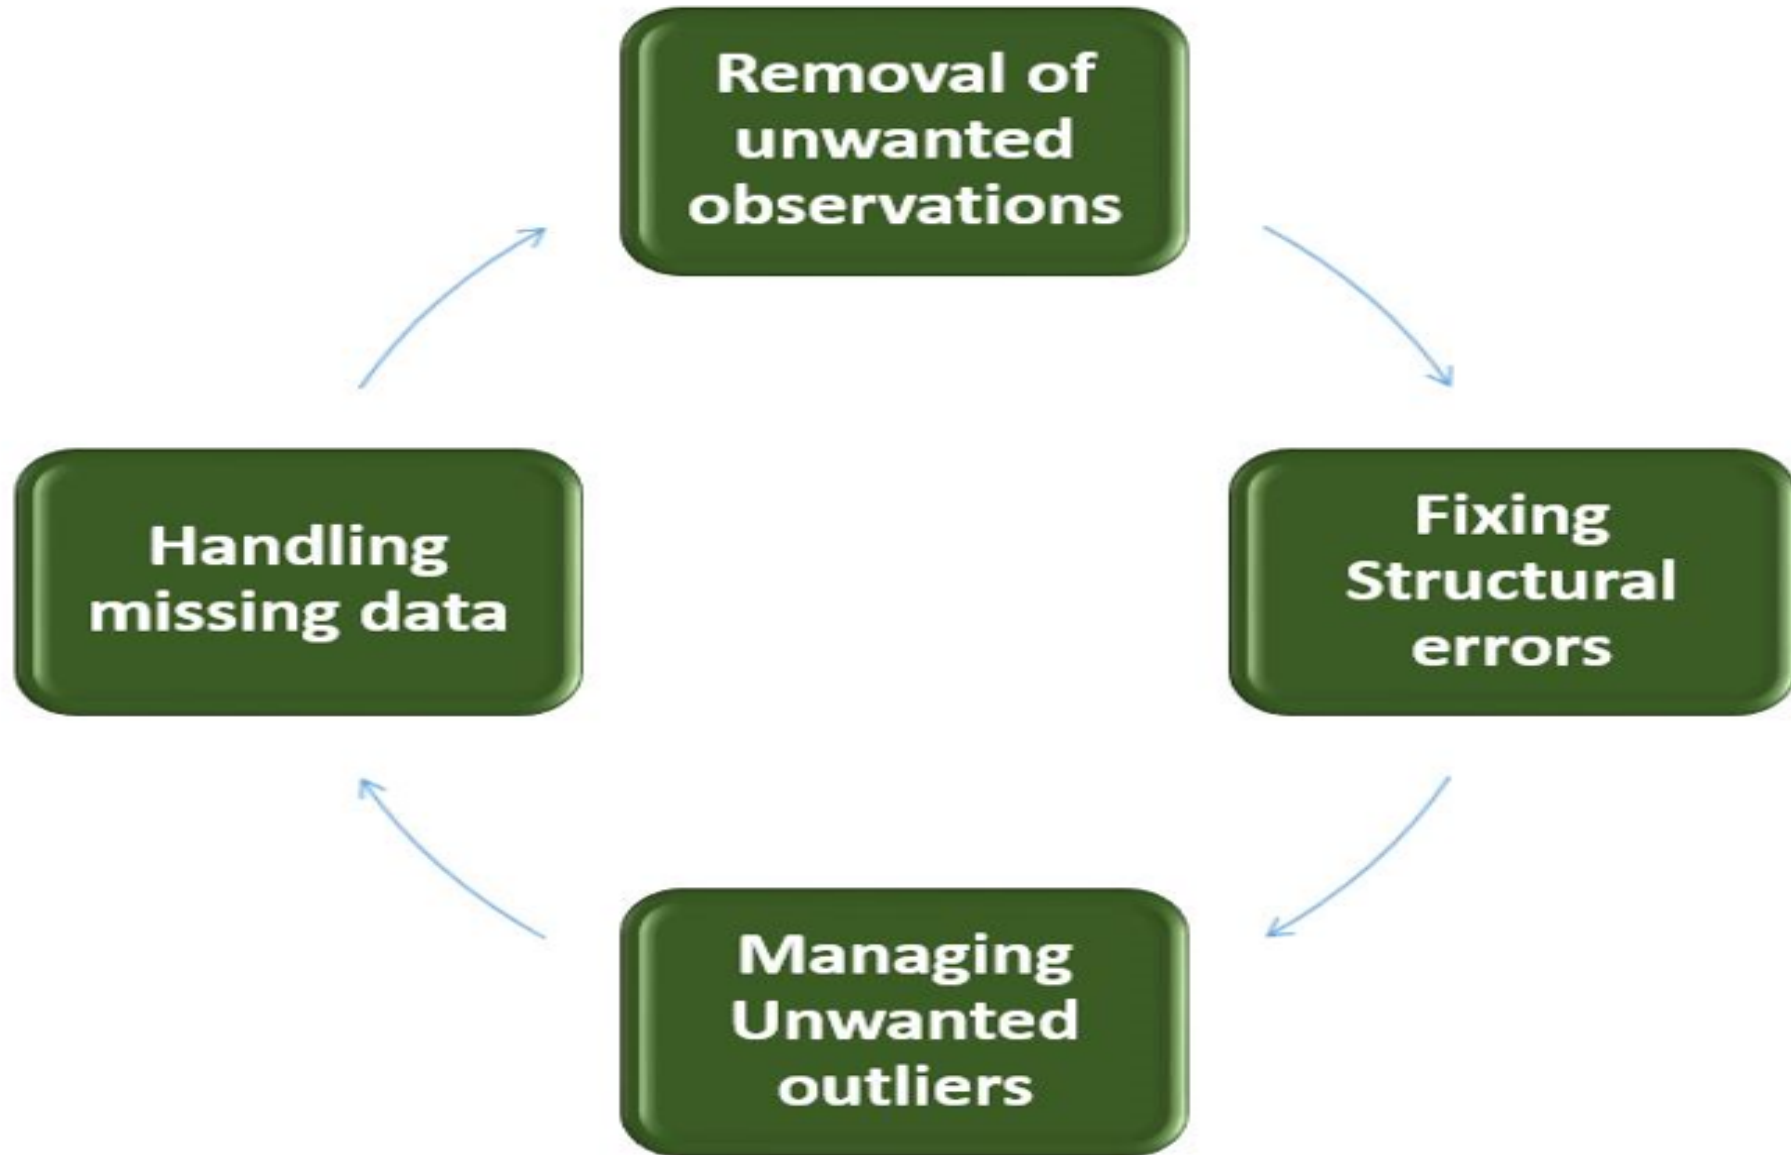 Removal of
unwanted
observations
Handling
missing data
Fixing
Structural
errors
Managing
Unwanted
outliers